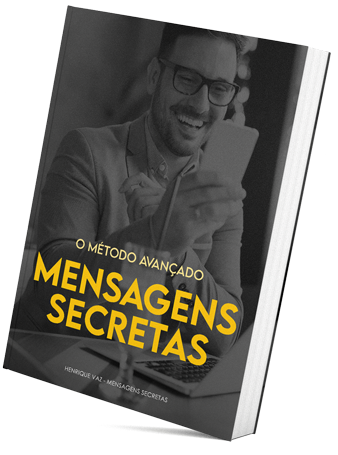 O MÉTODO AVANÇADO
MENSAGENS
SECRETAS
HENRIQUE VAZ - MENSAGENS SECRETAS